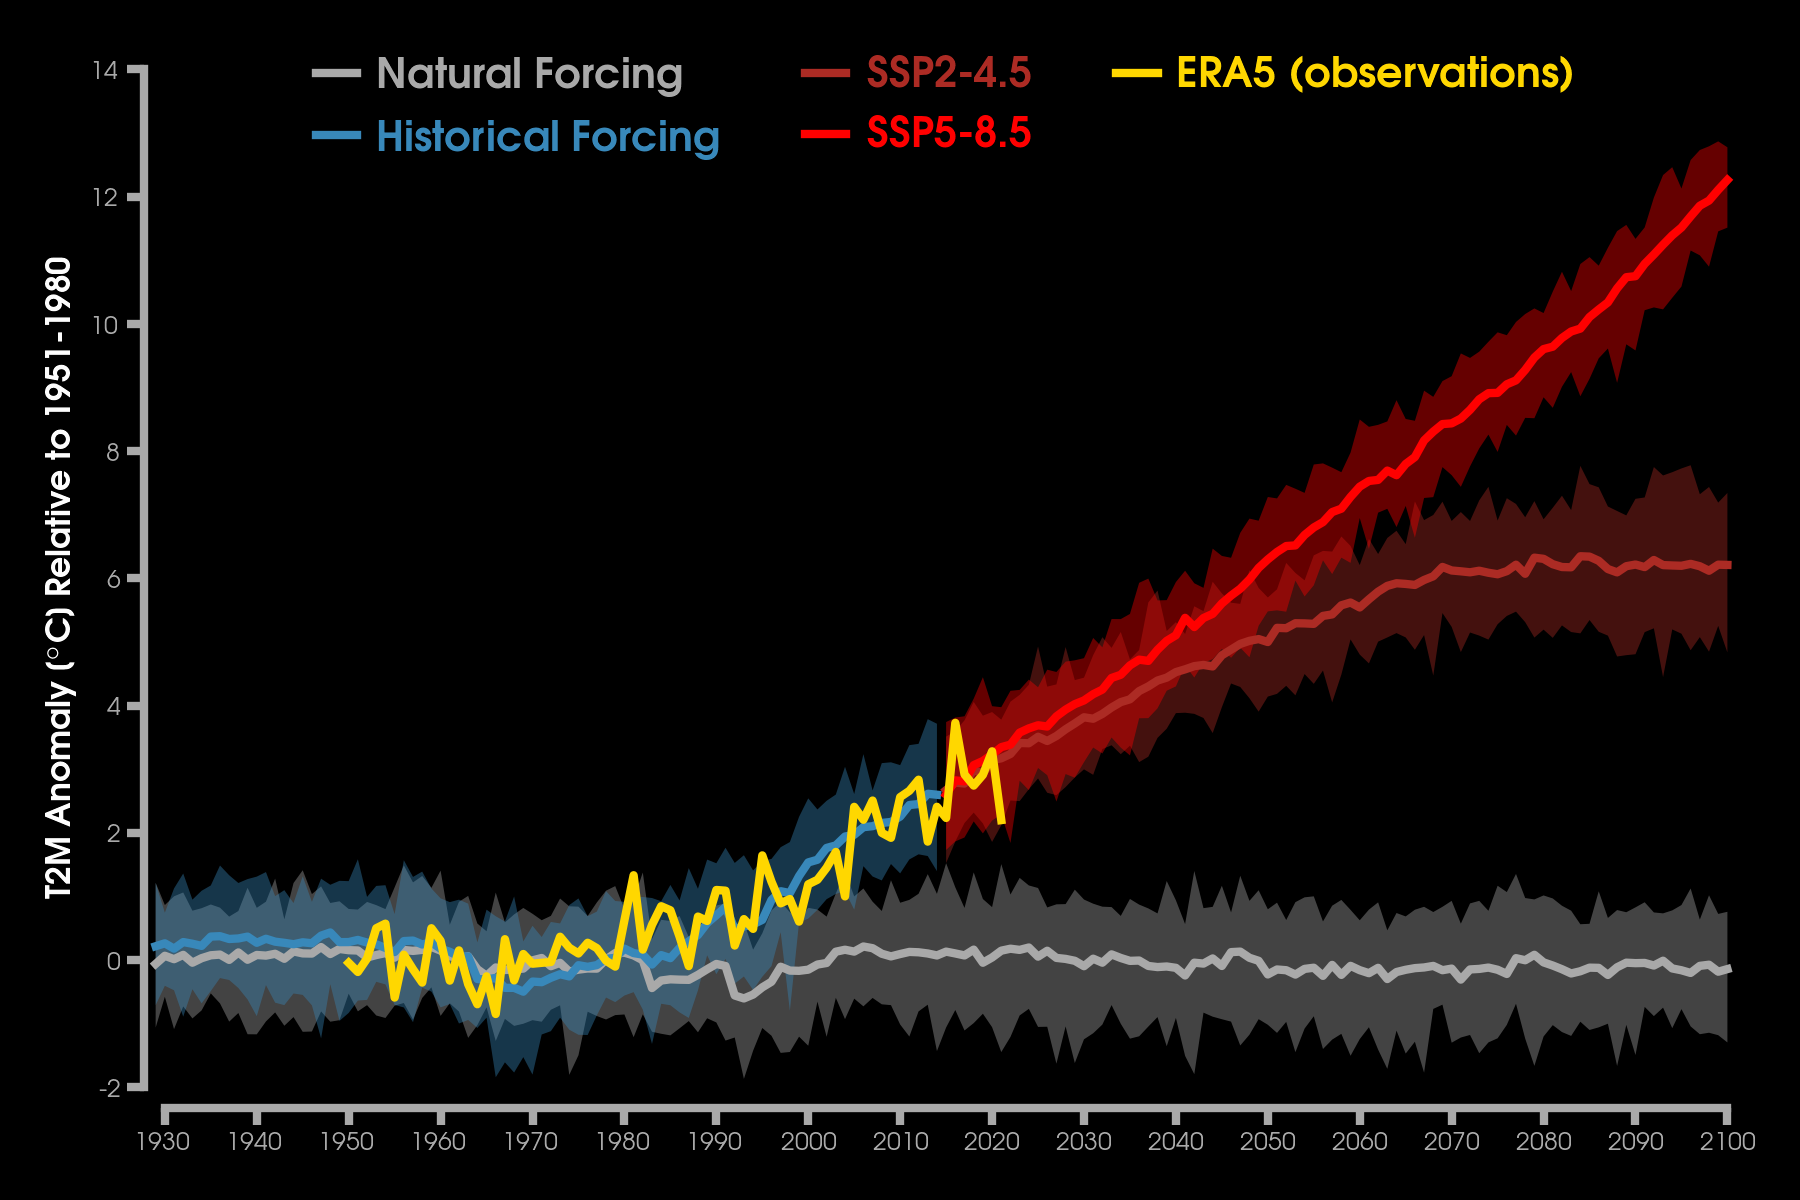 Natural Forcing
SSP2-4.5
ERA5 (observations)
Historical Forcing
SSP5-8.5
T2M Anomaly (°C) Relative to 1951-1980
14
12
10
8
6
4
2
0
-2
1930 1940 1950 1960 1970 1980 1990 2000 2010 2020 2030 2040 2050 2060 2070 2080 2090 2100